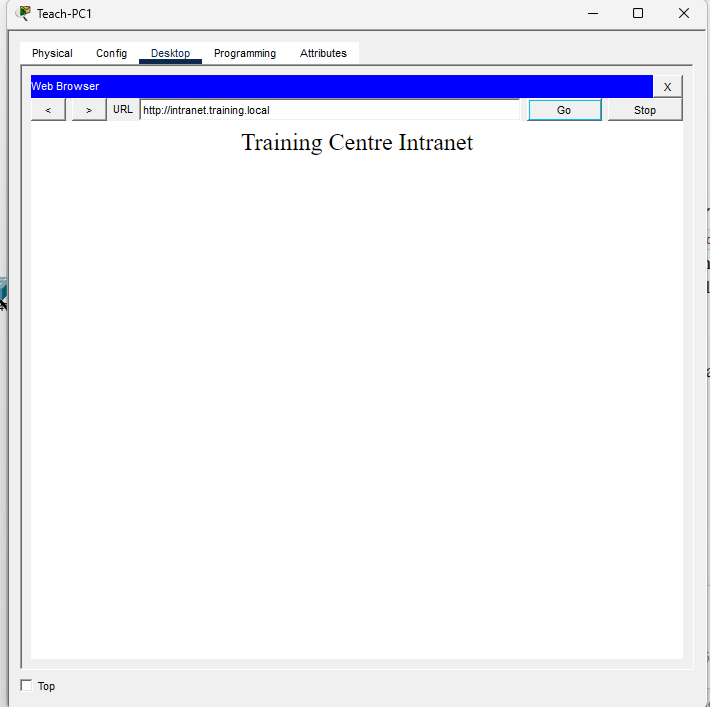 Teach-PC1
Physical Config Desktop Programming Attributes
Web Browser X
< > URL http://intranet.training.local Go Stop
Training Centre Intranet
Top